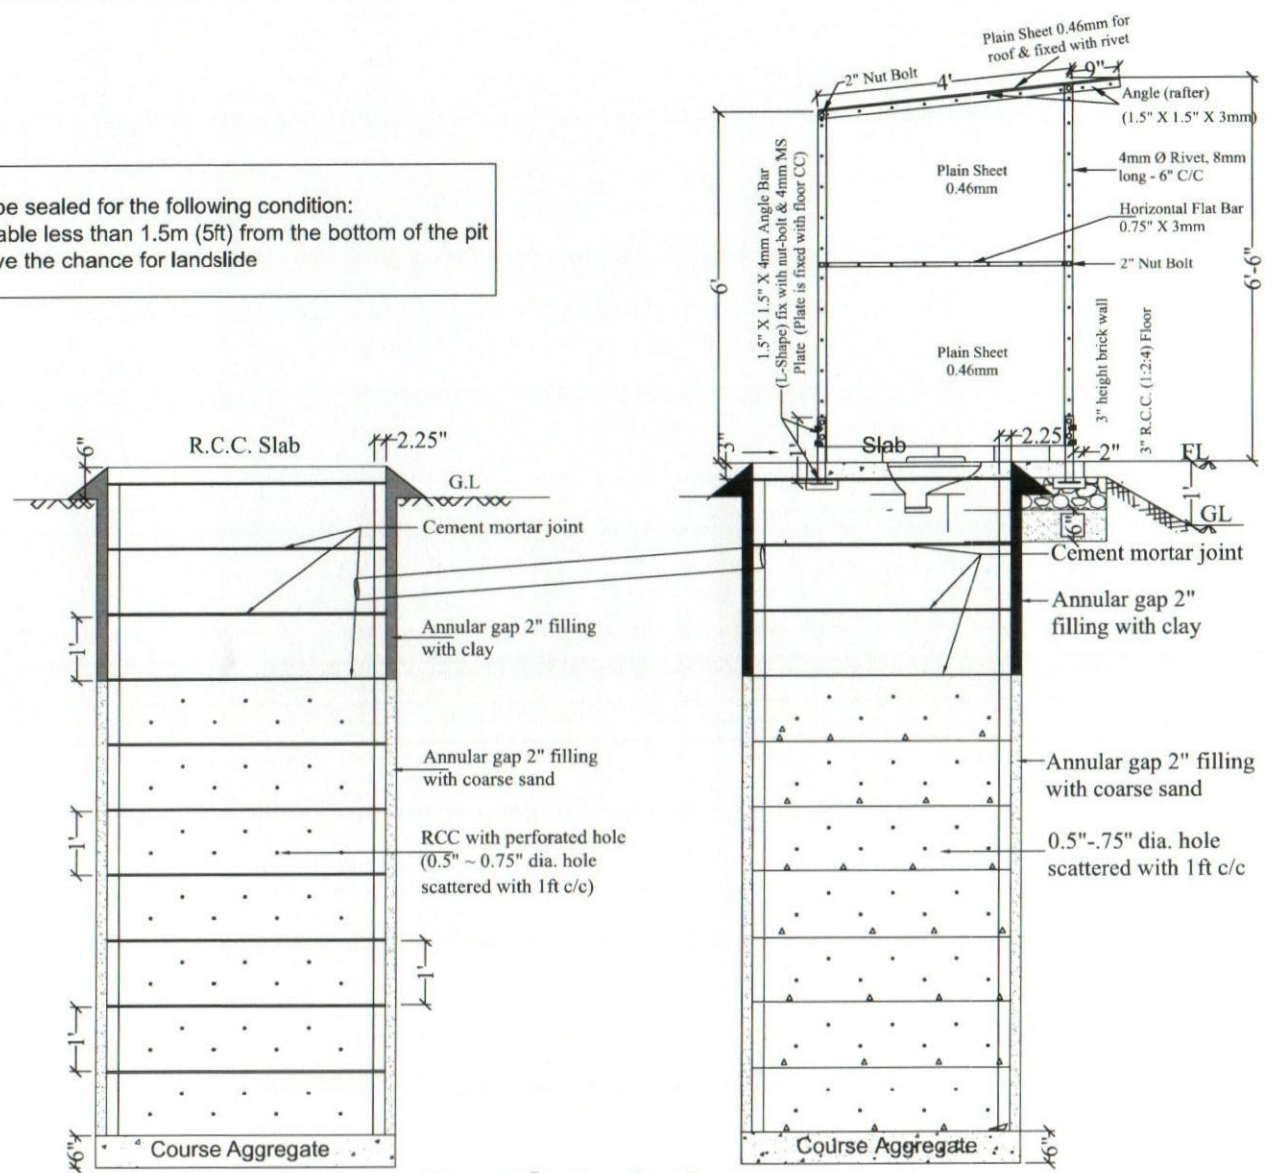 be sealed for the following condition:
able less than 1.5m (5ft) from the bottom of the pit
ve the chance for landslide
Plain Sheet 0.46mm for
roof & fixed with rivet
2" Nut Bolt
4'
9"
Angle (rafter)
(1.5" X 1.5" X 3mm)
4mm Ø Rivet, 8mm
long - 6" C/C
Plain Sheet
0.46mm
Horizontal Flat Bar
0.75" X 3mm
2" Nut Bolt
6'
1.5" X 1.5" X 4mm Angle Bar
(L-Shape) fix with nut-bolt & 4mm MS
Plate (Plate is fixed with floor CC)
6'-6"
Plain Sheet
0.46mm
3" height brick wall
3" R.C.C. (1:2:4) Floor
6"
R.C.C. Slab
2.25"
G.L
3"
1'
Slab
2.25
2"
FL
1'
GL
6"
Cement mortar joint
Cement mortar joint
1'
Annular gap 2" filling
with clay
Annular gap 2"
filling with clay
Annular gap 2" filling
with coarse sand
Annular gap 2" filling
with coarse sand
1'
RCC with perforated hole
(0.5" ~ 0.75" dia. hole
scattered with 1ft c/c)
0.5"-.75" dia. hole
scattered with 1ft c/c
1'
1'
6"
Course Aggregate
Course Aggregate
6"